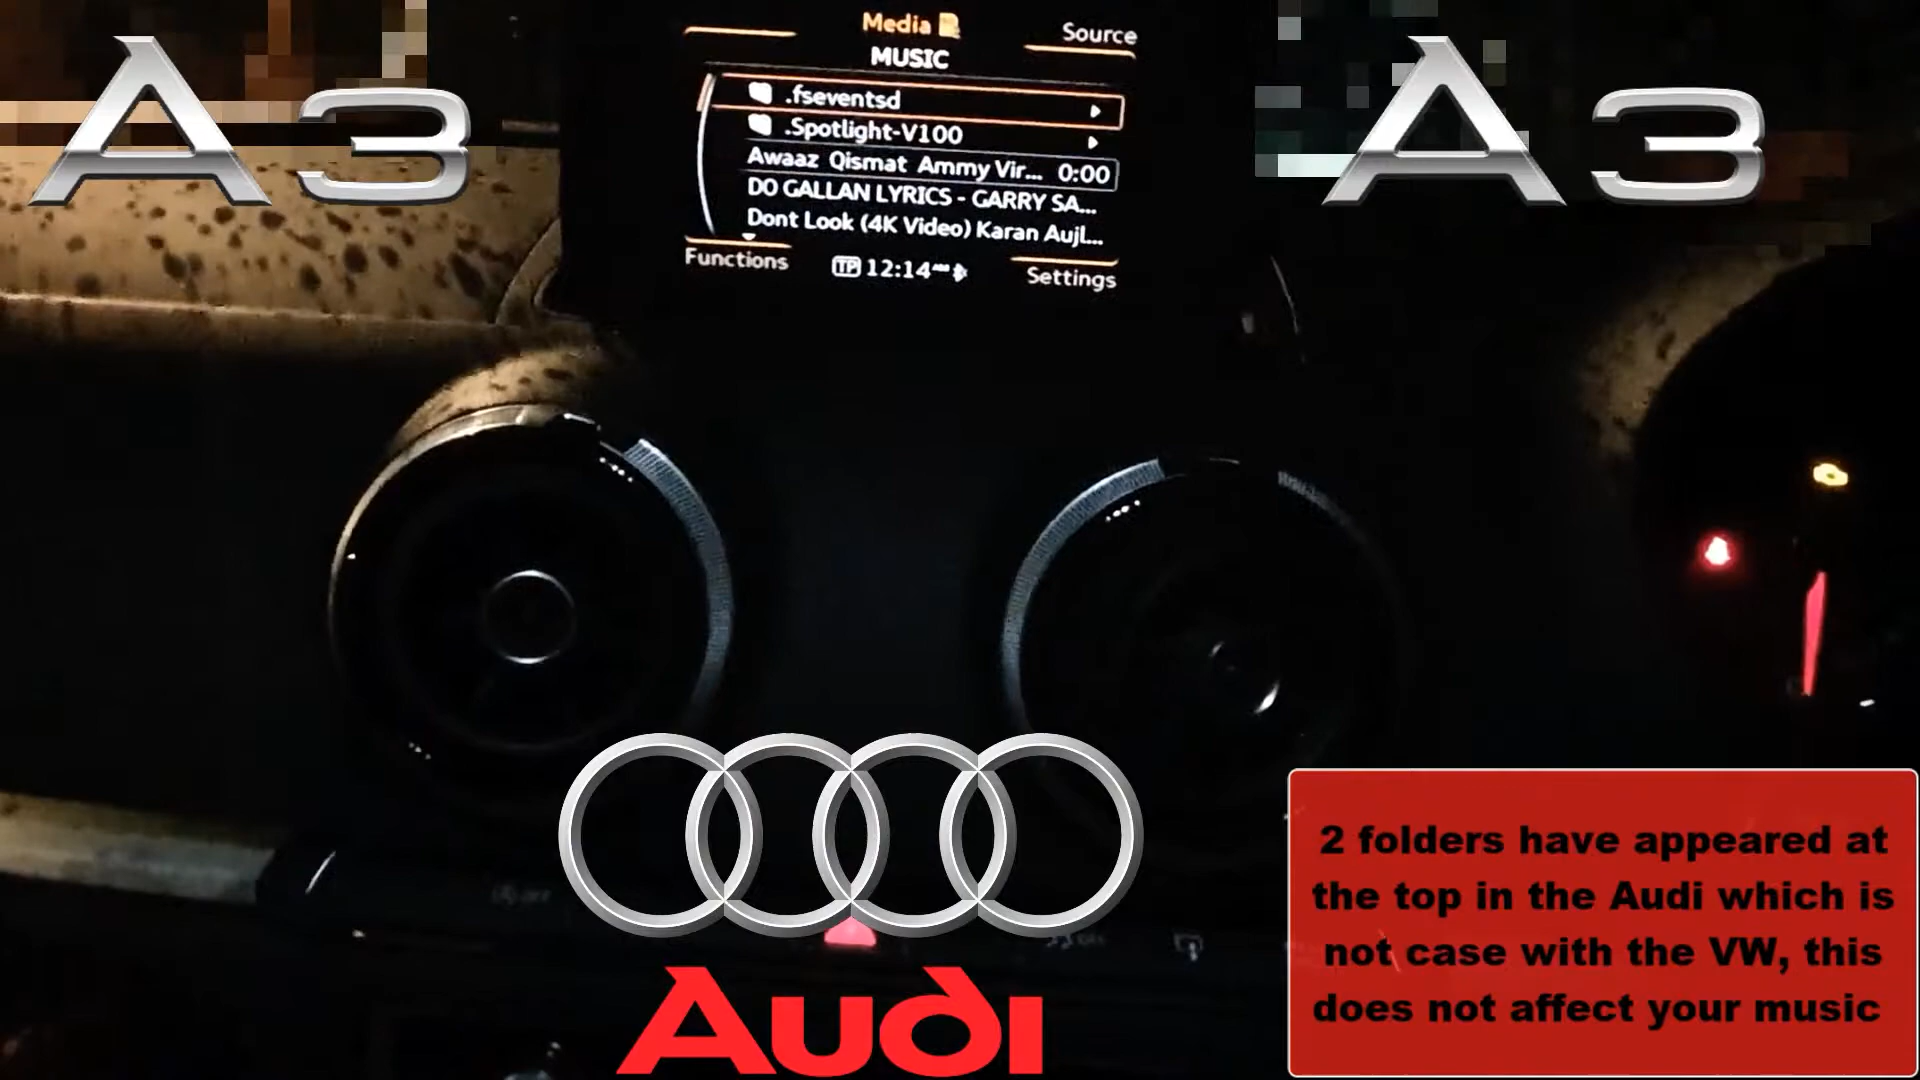 A3
A3
Media
Source
MUSIC
.fseventsd
.Spotlight-V100
Awaaz Qismat Ammy Vir... 0:00
DO GALLAN LYRICS - GARRY SA...
Dont Look (4K Video) Karan Aujl...
Functions
TP 12:14
Settings
Audi
2 folders have appeared at
the top in the Audi which is
not case with the VW, this
does not affect your music